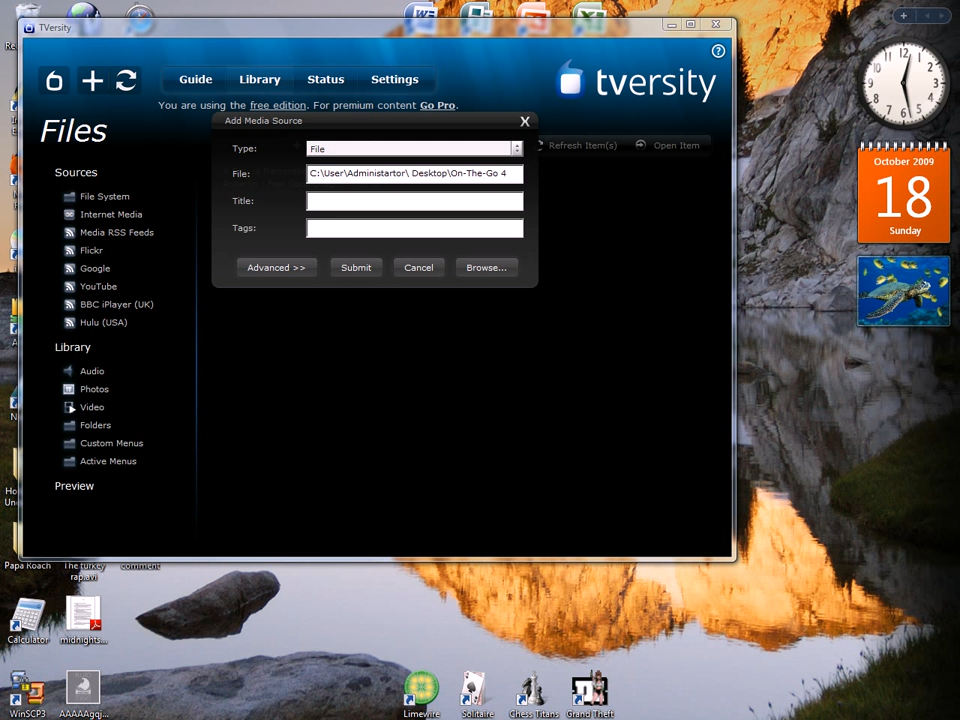 TVersity
Guide Library Status Settings
tversity
You are using the free edition. For premium content Go Pro.
Files
Add Media Source
X
Refresh Item(s) Open Item
Type: File
File: C:\User\Administartor\ Desktop\On-The-Go 4
Title:
Tags:
Advanced >> Submit Cancel Browse...
Sources
File System
Internet Media
Media RSS Feeds
Flickr
Google
YouTube
BBC iPlayer (UK)
Hulu (USA)
Library
Audio
Photos
Video
Folders
Custom Menus
Active Menus
Preview
October 2009
18
Sunday
Papa Roach
The turkey
rap.avi
comment
Calculator
midnights...
WinSCP3
AAAAAgqj...
Limewire
Solitaire
Chess Titans
Grand Theft